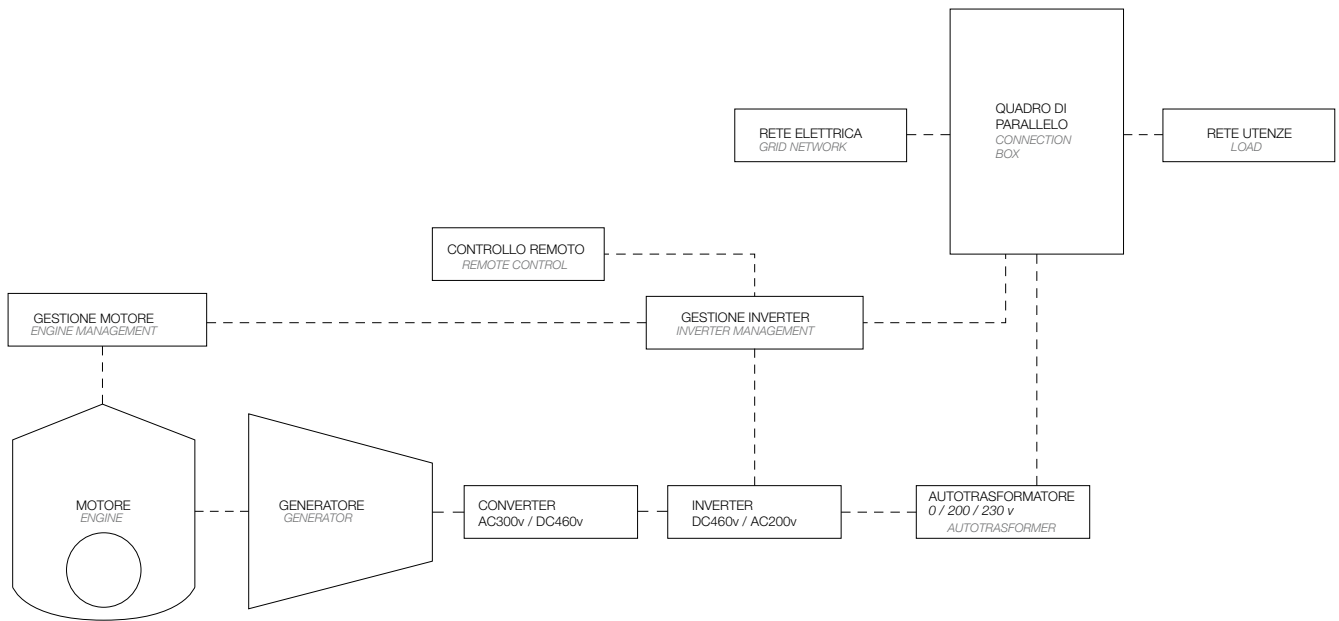 QUADRO DI
PARALLELO
CONNECTION
BOX
RETE ELETTRICA
GRID NETWORK
RETE UTENZE
LOAD
CONTROLLO REMOTO
REMOTE CONTROL
GESTIONE MOTORE
ENGINE MANAGEMENT
GESTIONE INVERTER
INVERTER MANAGEMENT
MOTORE
ENGINE
GENERATORE
GENERATOR
CONVERTER
AC300v / DC460v
INVERTER
DC460v / AC200v
AUTOTRASFORMATORE
0 / 200 / 230 v
AUTOTRASFORMER